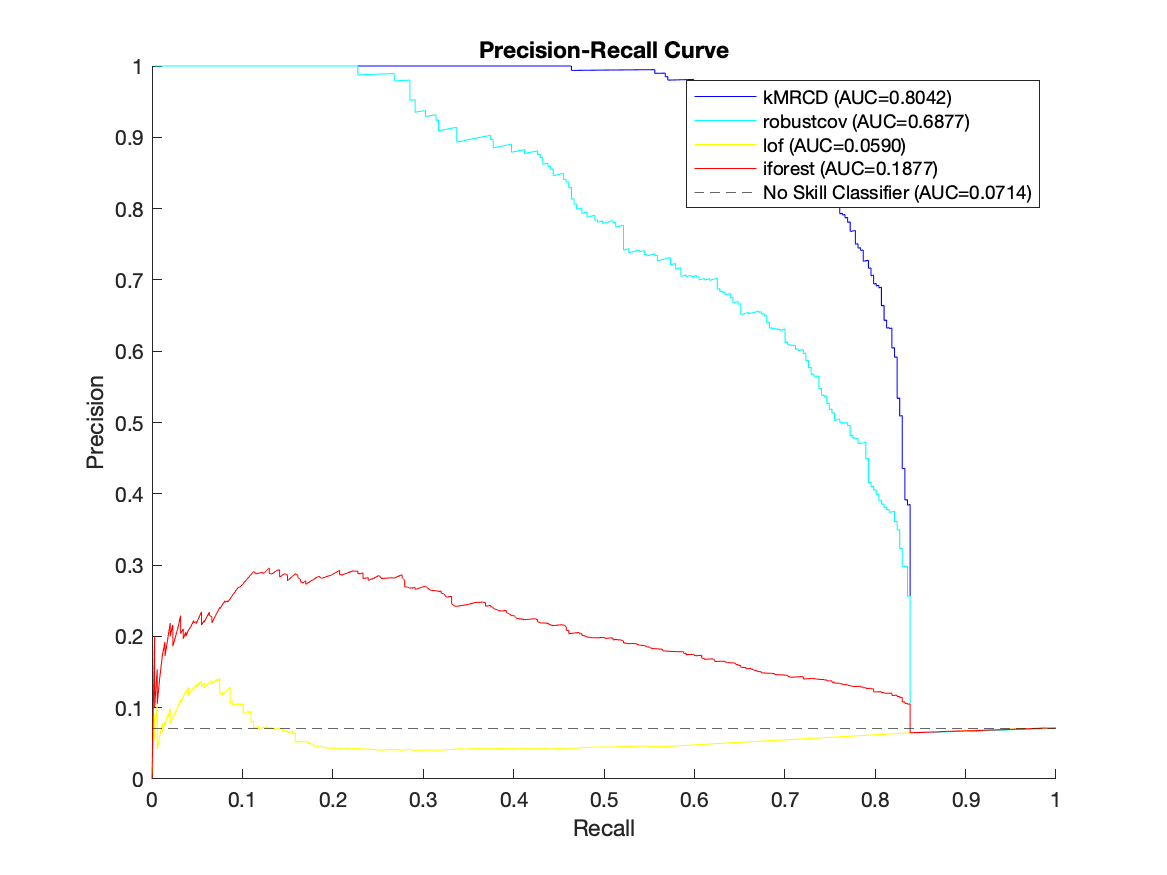 Precision-Recall Curve
1
0.9
0.8
0.7
0.6
0.5
0.4
0.3
0.2
0.1
0
Precision
kMRCD (AUC=0.8042)
robustcov (AUC=0.6877)
lof (AUC=0.0590)
iforest (AUC=0.1877)
No Skill Classifier (AUC=0.0714)
0 0.1 0.2 0.3 0.4 0.5 0.6 0.7 0.8 0.9 1
Recall